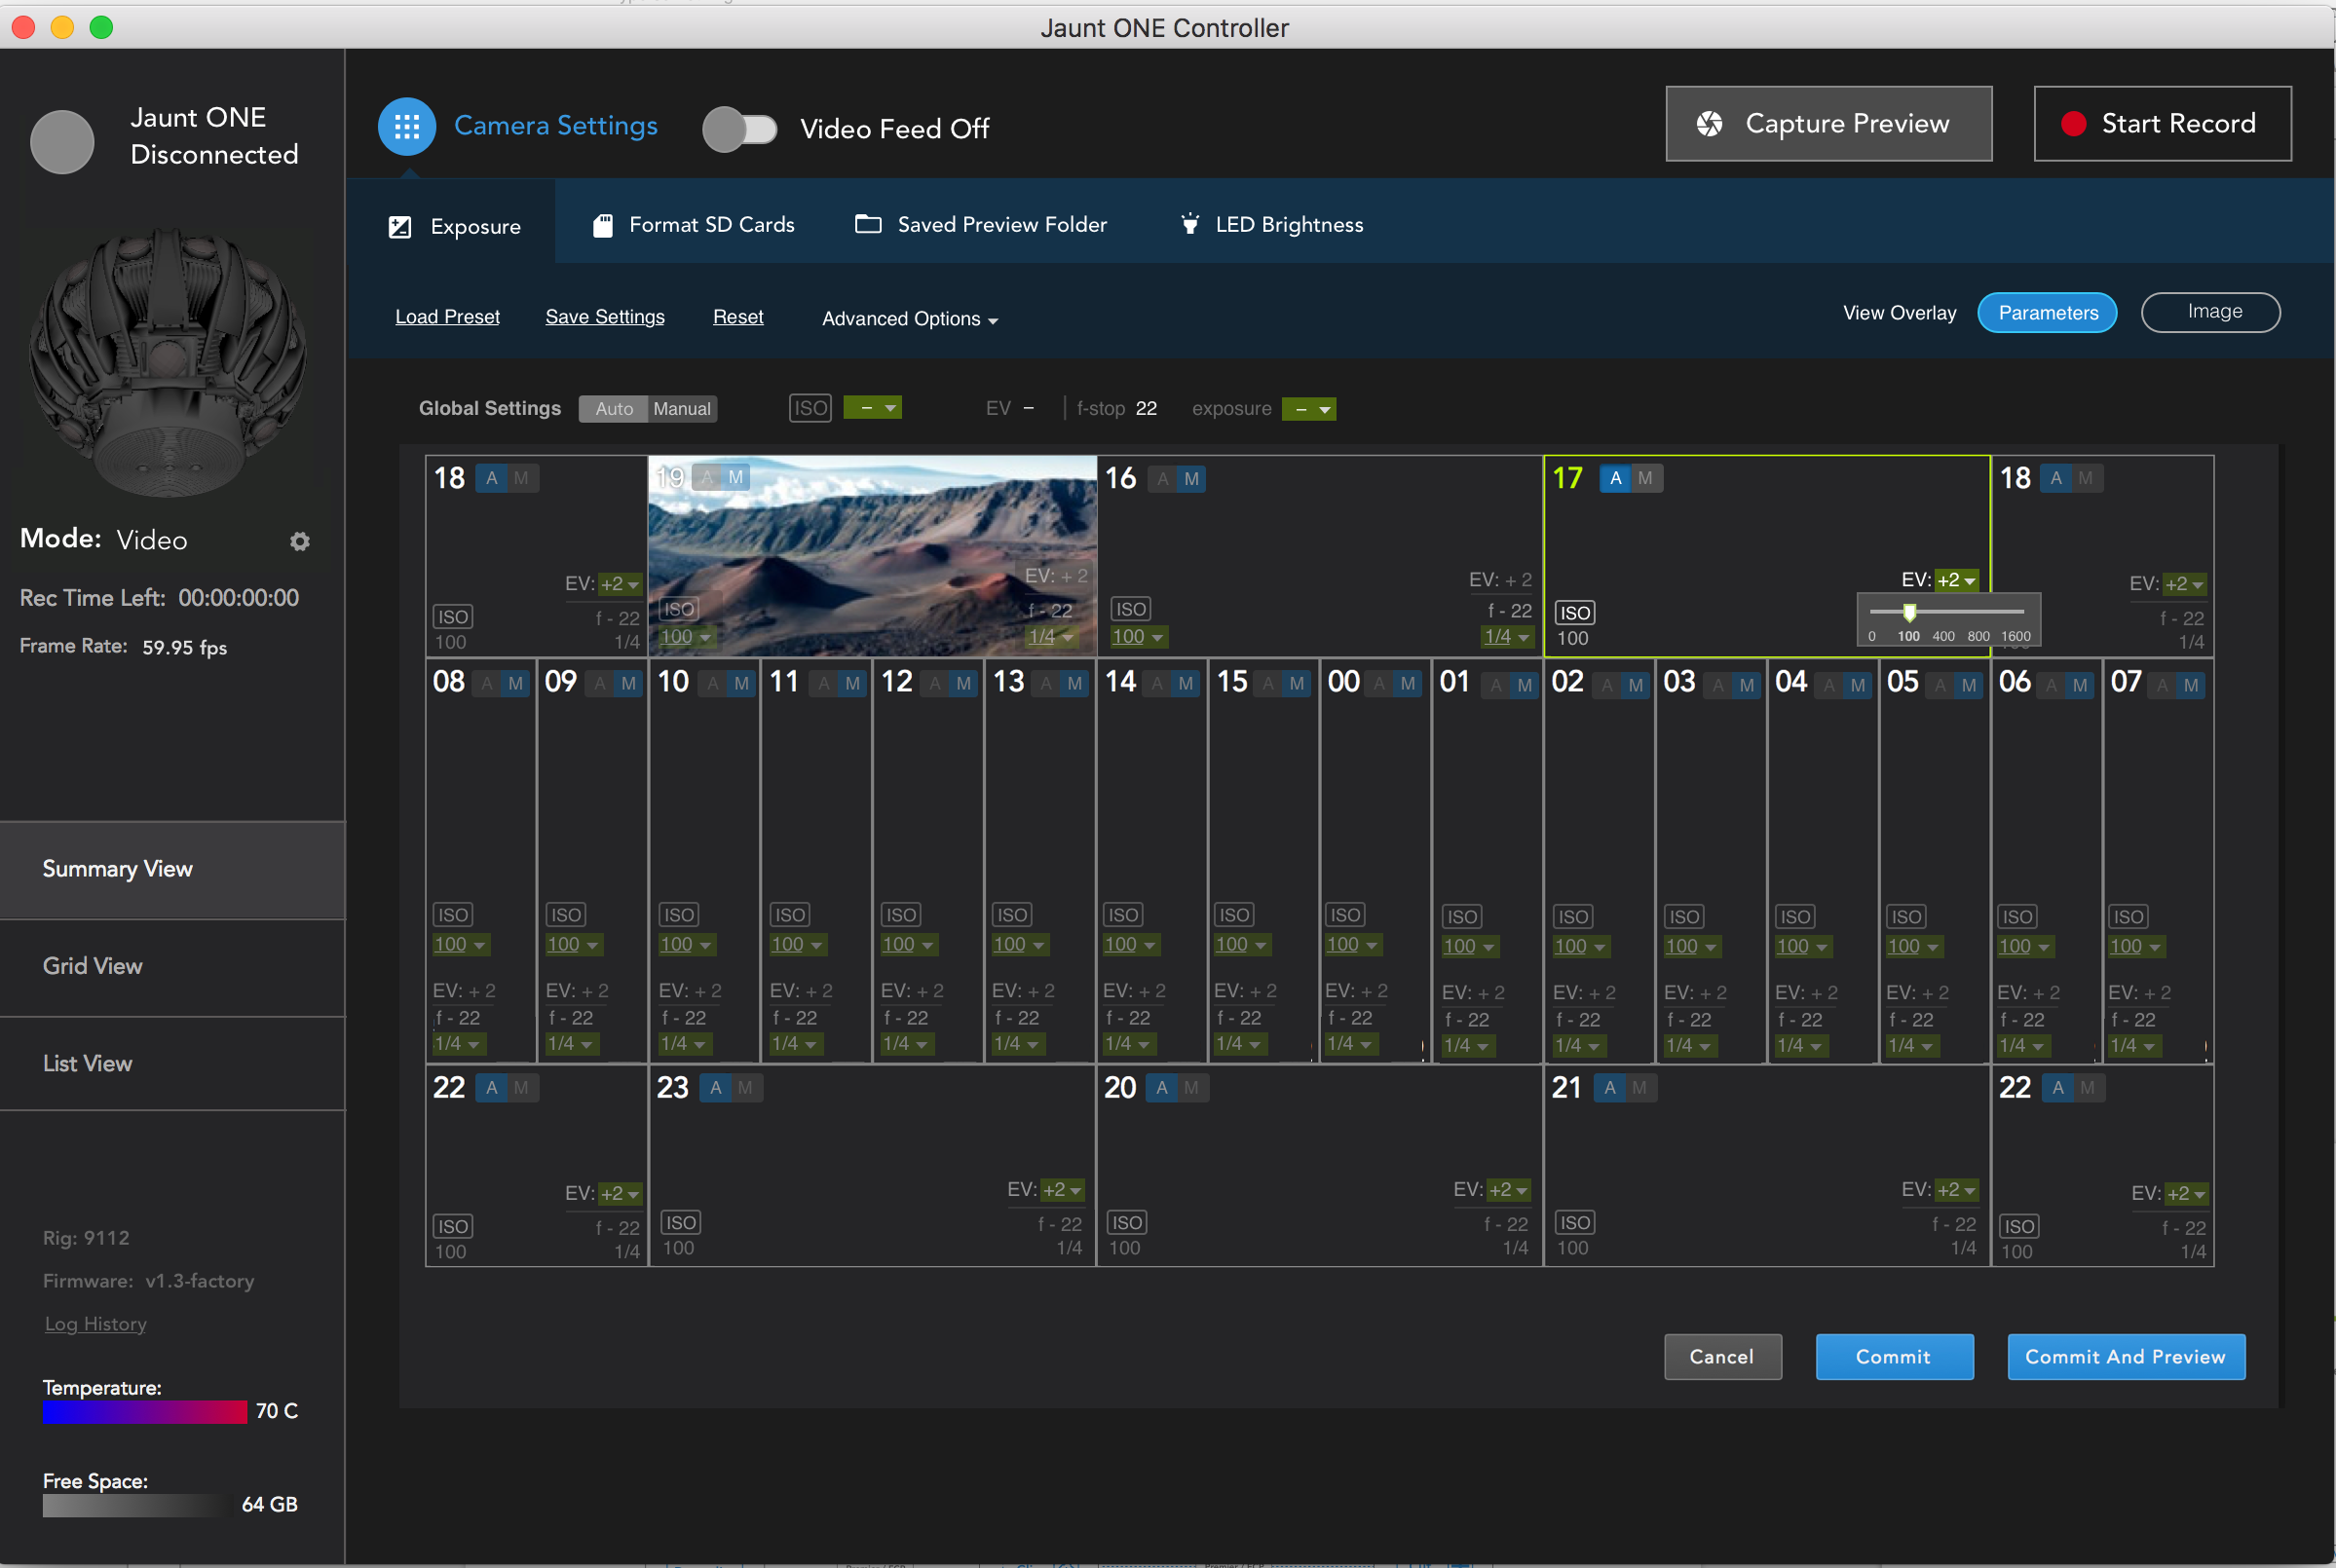 Jaunt ONE Controller
Jaunt ONE
Disconnected
Mode: Video
Rec Time Left: 00:00:00:00
Frame Rate: 59.95 fps
Summary View
Grid View
List View
Rig: 9112
Firmware: v1.3-factory
Log History
Temperature:
70 C
Free Space:
64 GB
Camera Settings
Video Feed Off
Capture Preview
Start Record
Exposure
Format SD Cards
Saved Preview Folder
LED Brightness
Load Preset
Save Settings
Reset
Advanced Options
View Overlay
Parameters
Image
Global Settings Auto Manual ISO – EV – f-stop 22 exposure –
18 A M
EV: +2
ISO f - 22
100 1/4
19 A M
EV: + 2
ISO f - 22
100 1/4
16 A M
EV: + 2
ISO f - 22
100 1/4
17 A M
EV: +2
ISO
100
0 100 400 800 1600
18 A M
EV: +2
f - 22
1/4
08 A M
ISO
100
EV: + 2
f - 22
1/4
09 A M
ISO
100
EV: + 2
f - 22
1/4
10 A M
ISO
100
EV: + 2
f - 22
1/4
11 A M
ISO
100
EV: + 2
f - 22
1/4
12 A M
ISO
100
EV: + 2
f - 22
1/4
13 A M
ISO
100
EV: + 2
f - 22
1/4
14 A M
ISO
100
EV: + 2
f - 22
1/4
15 A M
ISO
100
EV: + 2
f - 22
1/4
00 A M
ISO
100
EV: + 2
f - 22
1/4
01 A M
ISO
100
EV: + 2
f - 22
1/4
02 A M
ISO
100
EV: + 2
f - 22
1/4
03 A M
ISO
100
EV: + 2
f - 22
1/4
04 A M
ISO
100
EV: + 2
f - 22
1/4
05 A M
ISO
100
EV: + 2
f - 22
1/4
06 A M
ISO
100
EV: + 2
f - 22
1/4
07 A M
ISO
100
EV: + 2
f - 22
1/4
22 A M
EV: +2
ISO f - 22
100 1/4
23 A M
EV: +2
ISO f - 22
100 1/4
20 A M
EV: +2
ISO f - 22
100 1/4
21 A M
EV: +2
ISO f - 22
100 1/4
22 A M
EV: +2
ISO f - 22
100 1/4
Cancel
Commit
Commit And Preview